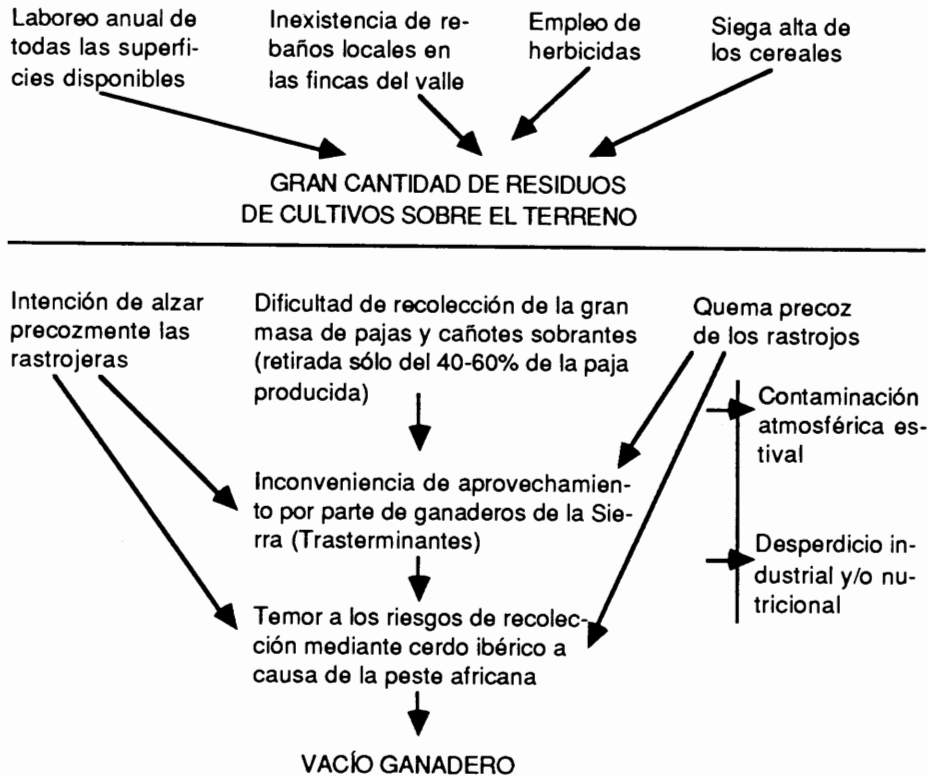 Laboreo anual de
todas las superfi-
cies disponibles
Inexistencia de re-
baños locales en
las fincas del valle
Empleo de
herbicidas
Siega alta de
los cereales
GRAN CANTIDAD DE RESIDUOS
DE CULTIVOS SOBRE EL TERRENO
Intención de alzar
precozmente las
rastrojeras
Dificultad de recolección de la gran
masa de pajas y cañotes sobrantes
(retirada sólo del 40-60% de la paja
producida)
Quema precoz
de los rastrojos
Contaminación
atmosférica es-
tival
Inconveniencia de aprovechamien-
to por parte de ganaderos de la Sie-
rra (Trasterminantes)
Desperdicio in-
dustrial y/o nu-
tricional
Temor a los riesgos de recolec-
ción mediante cerdo ibérico a
causa de la peste africana
VACÍO GANADERO